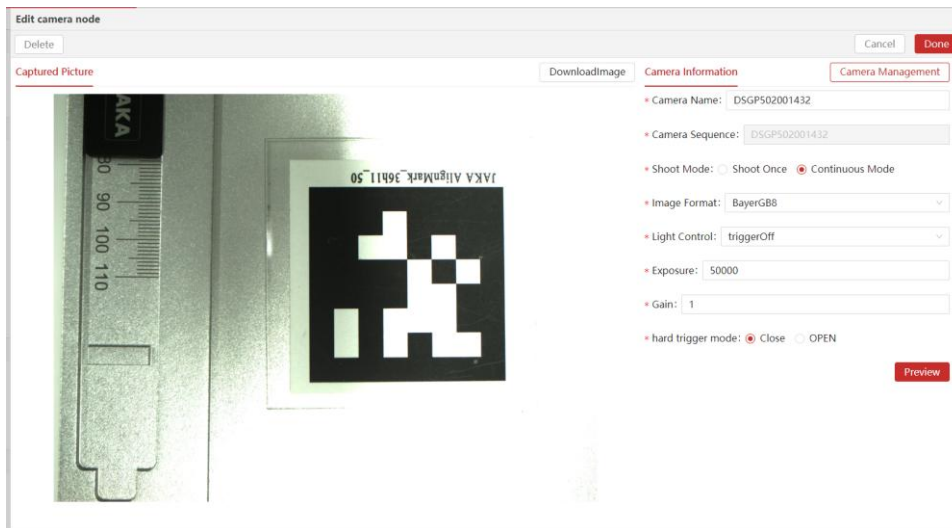 Edit camera node
Delete
Cancel
Done
Captured Picture
DownloadImage
Camera Information
Camera Management
* Camera Name: DSGP502001432
* Camera Sequence: DSGP502001432
* Shoot Mode: Shoot Once Continuous Mode
* Image Format: BayerGB8
* Light Control: triggerOff
* Exposure: 50000
* Gain: 1
* hard trigger mode: Close OPEN
Preview
AKA
80
90
100
110
JAKA AlignMark_36h11_50